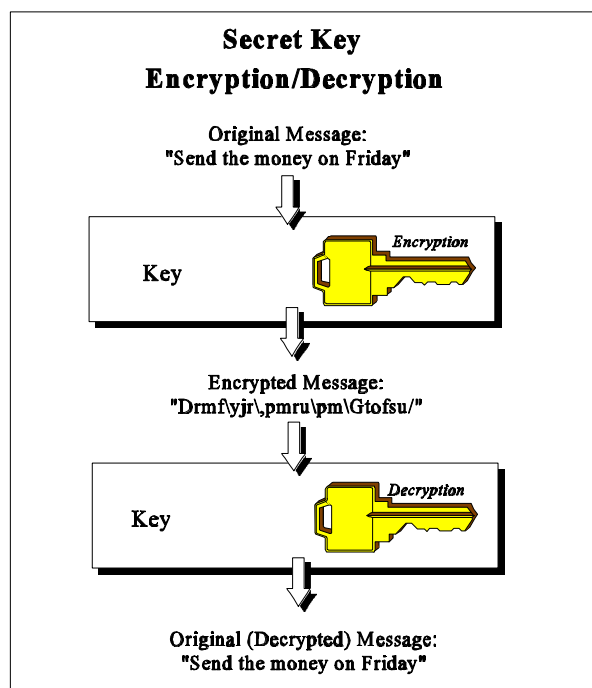 Secret Key
Encryption/Decryption
Original Message:
"Send the money on Friday"
Encryption
Key
Encrypted Message:
"Drmf\yjr\,pmru\pm\Gtofsu/"
Decryption
Key
Original (Decrypted) Message:
"Send the money on Friday"